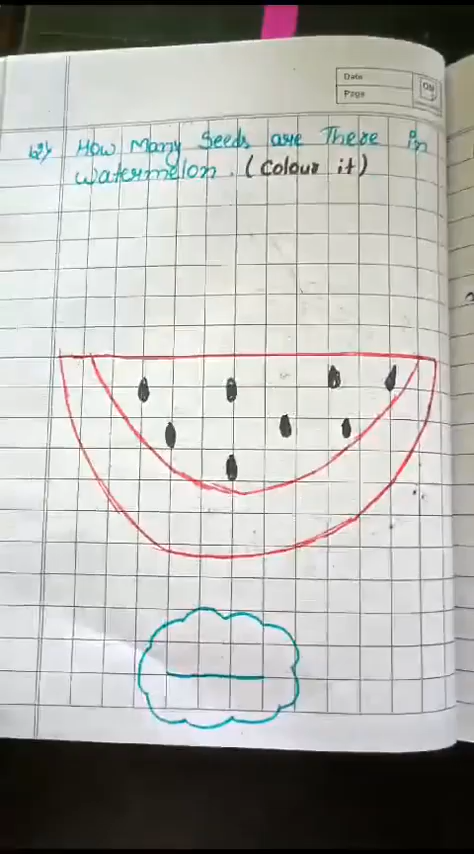 Date
Page
Q2) How Many Seeds are There in
watermelon. (Colour it)